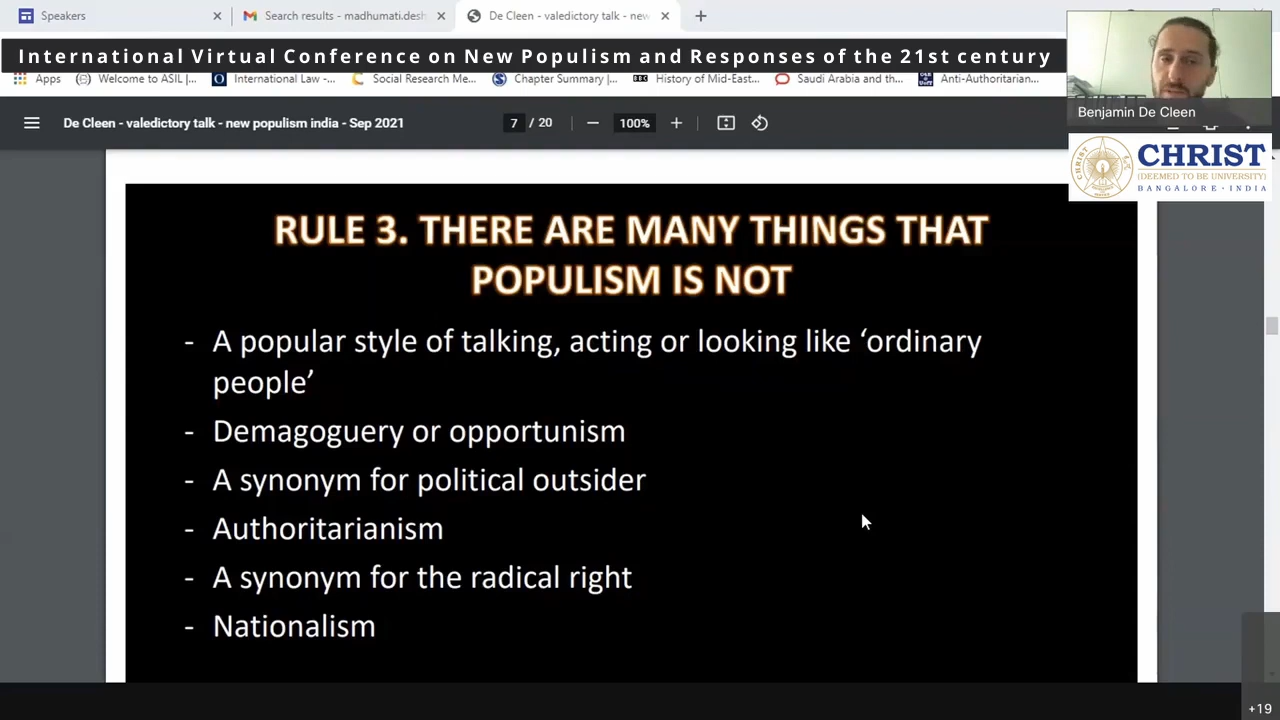 Speakers
Search results - madhumati.desh
De Cleen - valedictory talk - new
International Virtual Conference on New Populism and Responses of the 21st century
Apps
Welcome to ASIL |...
International Law -...
Social Research Me...
Chapter Summary |...
BBC
History of Mid-East...
Saudi Arabia and th...
Anti-Authoritarian...
Benjamin De Cleen
De Cleen - valedictory talk - new populism india - Sep 2021
7 / 20
100%
CHRIST
(DEEMED TO BE UNIVERSITY)
BANGALORE · INDIA
RULE 3. THERE ARE MANY THINGS THAT
POPULISM IS NOT
- A popular style of talking, acting or looking like ‘ordinary
people’
- Demagoguery or opportunism
- A synonym for political outsider
- Authoritarianism
- A synonym for the radical right
- Nationalism
+19